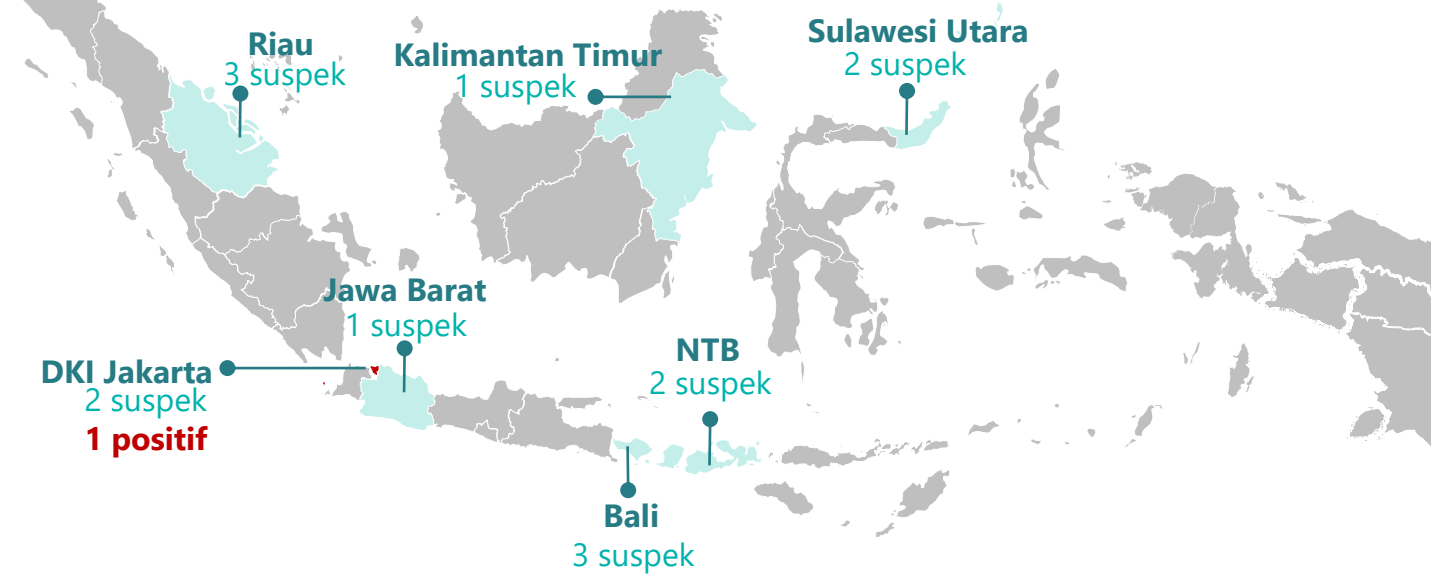 Riau
3 suspek
Kalimantan Timur
1 suspek
Sulawesi Utara
2 suspek
Jawa Barat
1 suspek
DKI Jakarta
2 suspek
1 positif
NTB
2 suspek
Bali
3 suspek